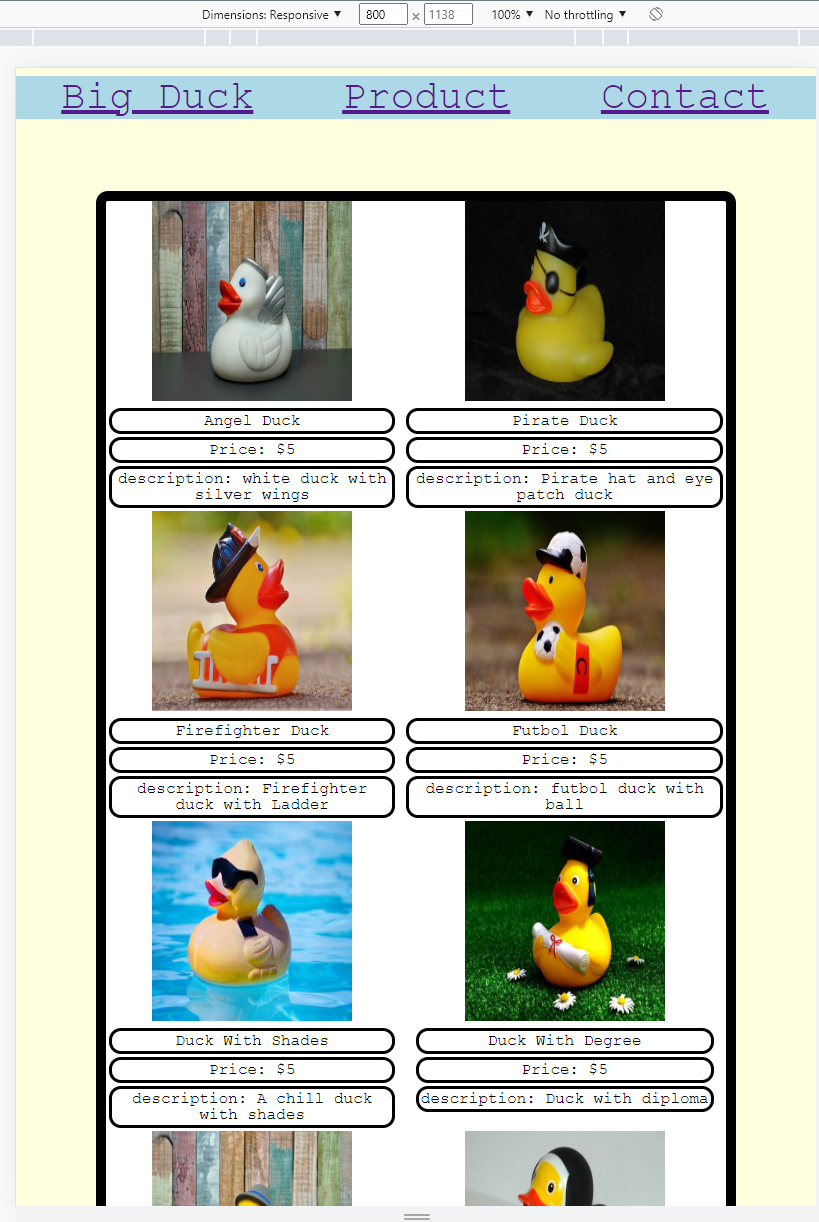 Dimensions: Responsive 800 × 1138 100% No throttling
Big Duck Product Contact
Angel Duck
Price: $5
description: white duck with
silver wings
Pirate Duck
Price: $5
description: Pirate hat and eye
patch duck
Firefighter Duck
Price: $5
description: Firefighter
duck with Ladder
Futbol Duck
Price: $5
description: futbol duck with
ball
Duck With Shades
Price: $5
description: A chill duck
with shades
Duck With Degree
Price: $5
description: Duck with diploma